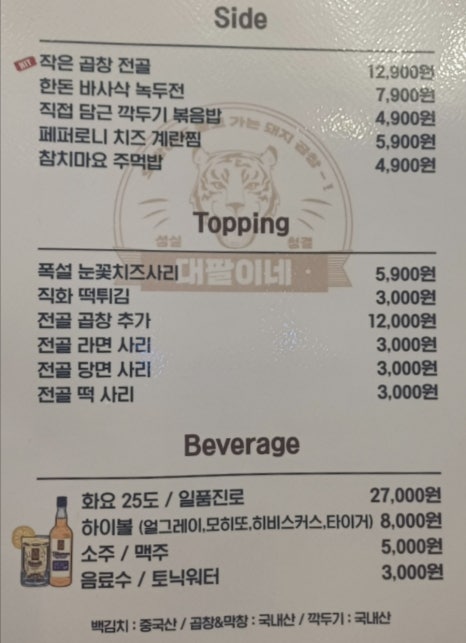 Side
HIT 작은 곱창 전골 12,900원
한돈 바사삭 녹두전 7,900원
직접 담근 깍두기 볶음밥 4,900원
페퍼로니 치즈 계란찜 5,900원
참치마요 주먹밥 4,900원
가는 돼지 곱창~!
성실 청결
대팔이네
Topping
폭설 눈꽃치즈사리 5,900원
직화 떡튀김 3,000원
전골 곱창 추가 12,000원
전골 라면 사리 3,000원
전골 당면 사리 3,000원
전골 떡 사리 3,000원
Beverage
화요 25도 / 일품진로 27,000원
하이볼 (얼그레이,모히또,히비스커스,타이거) 8,000원
소주 / 맥주 5,000원
음료수 / 토닉워터 3,000원
백김치 : 중국산 / 곱창&막창 : 국내산 / 깍두기 : 국내산